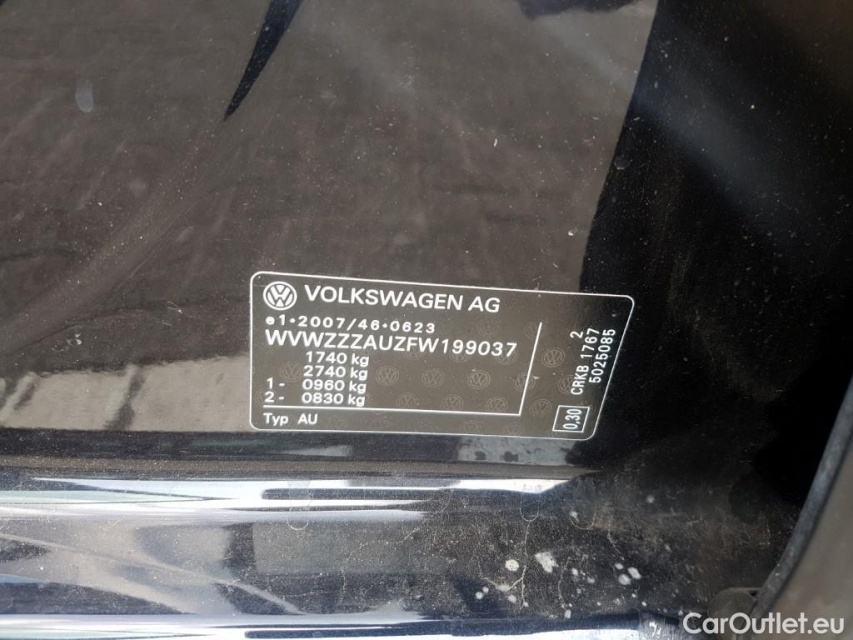 VOLKSWAGEN AG
e1*2007/46*0623
WVWZZZAUZFW199037
1740 kg
2740 kg
1- 0960 kg
2- 0830 kg
Typ AU
2
CRKB 1767
5025085
0,30
CarOutlet.eu